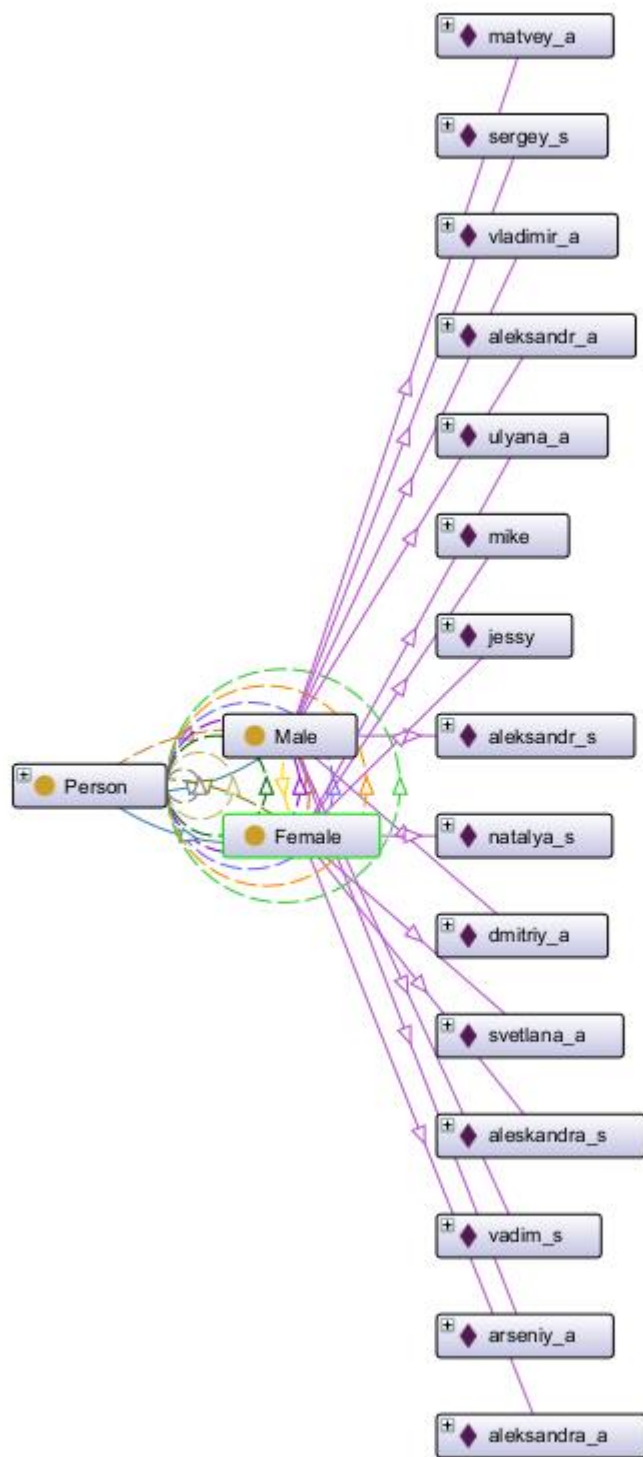 matvey_a
sergey_s
vladimir_a
aleksandr_a
ulyana_a
mike
jessy
Male
aleksandr_s
Person
Female
natalya_s
dmitriy_a
svetlana_a
aleskandra_s
vadim_s
arseniy_a
aleksandra_a